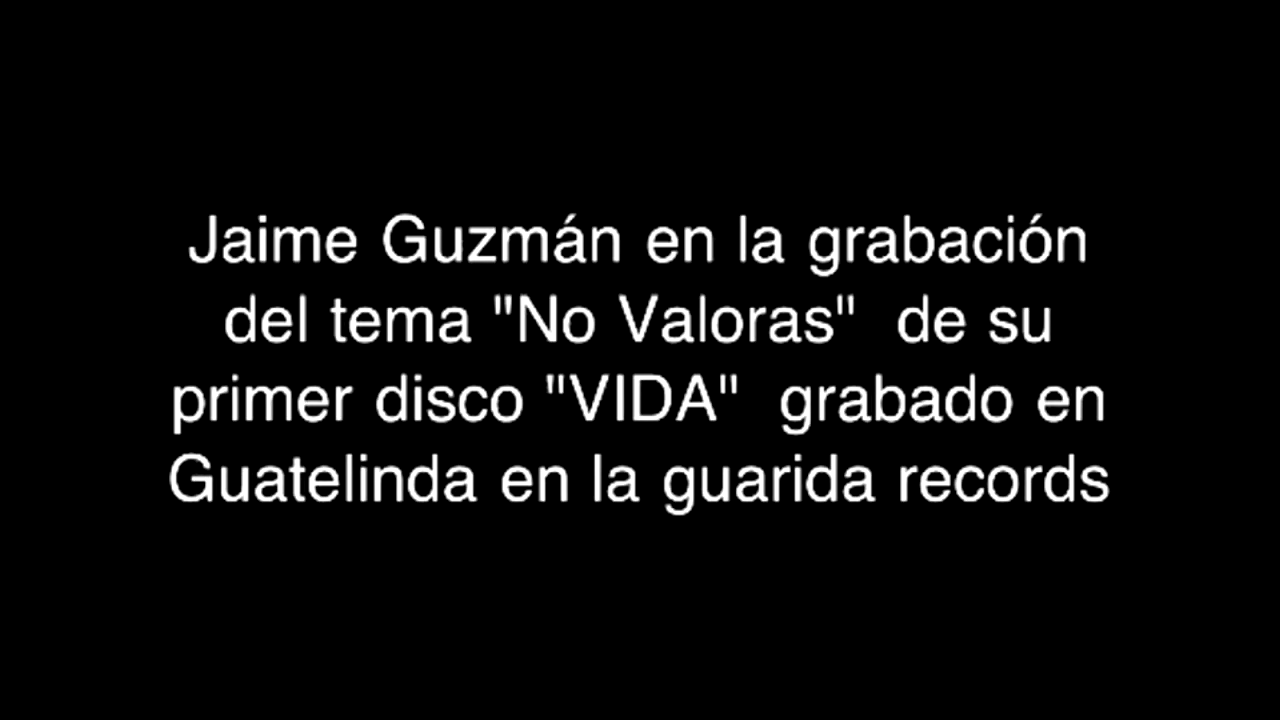 Jaime Guzmán en la grabación
del tema "No Valoras"  de su
primer disco "VIDA"  grabado en
Guatelinda en la guarida records